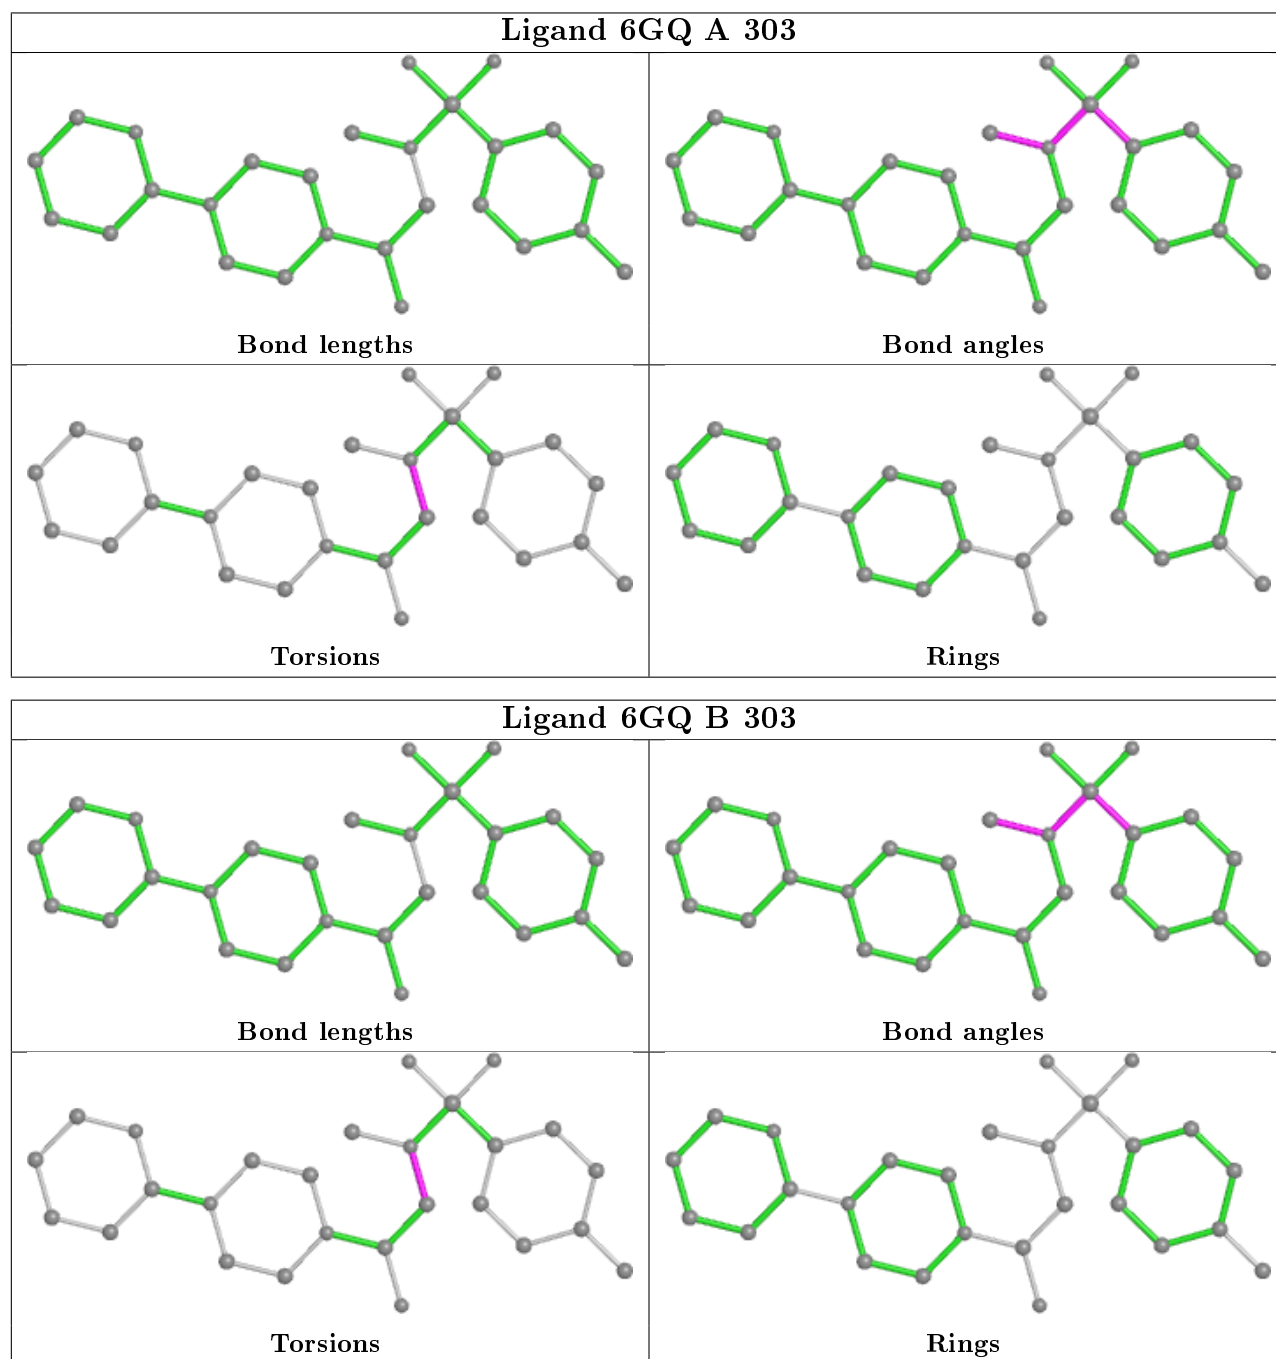 Ligand 6GQ A 303
Bond lengths
Bond angles
Torsions
Rings
Ligand 6GQ B 303
Bond lengths
Bond angles
Torsions
Rings